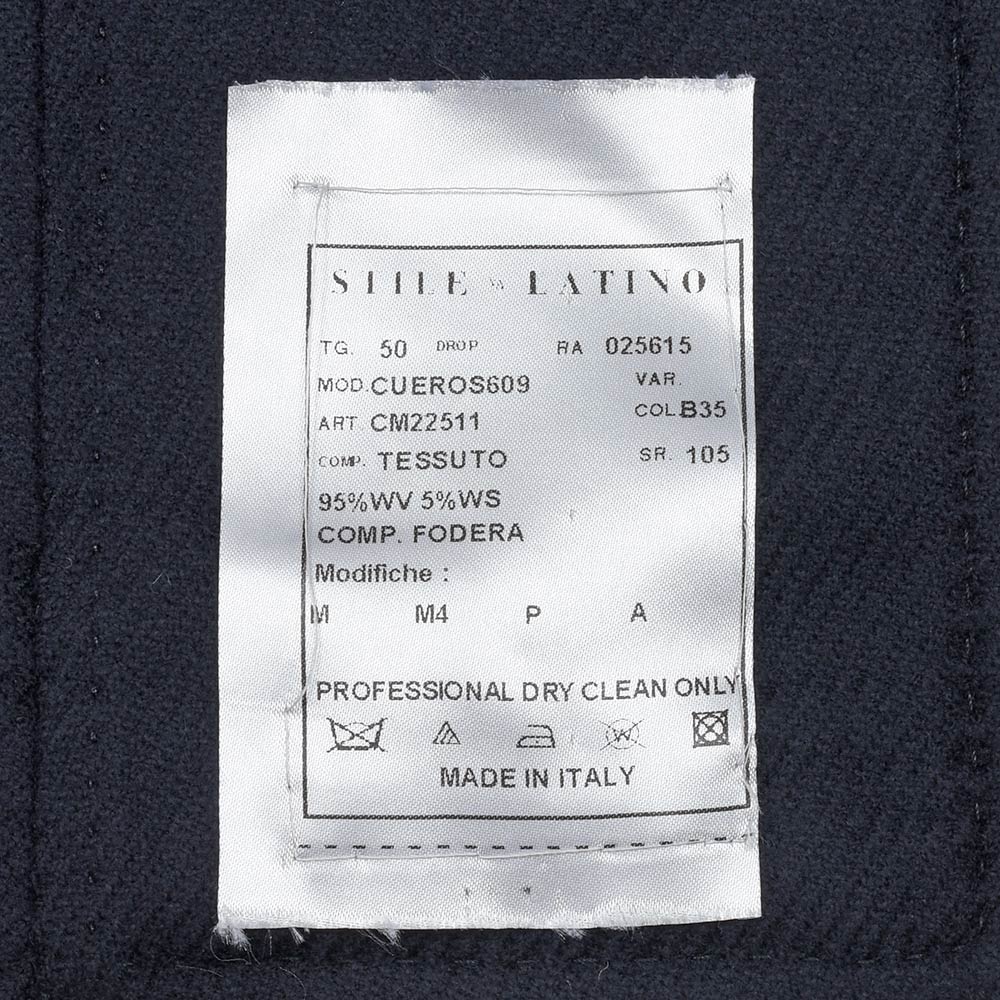 STILE LATINO
TG. 50 DROP RA 025615
MOD. CUEROS609 VAR.
ART CM22511 COL B35
COMP. TESSUTO SR. 105
95%WV 5%WS
COMP. FODERA
Modifiche :
M M4 P A
PROFESSIONAL DRY CLEAN ONLY
W
MADE IN ITALY